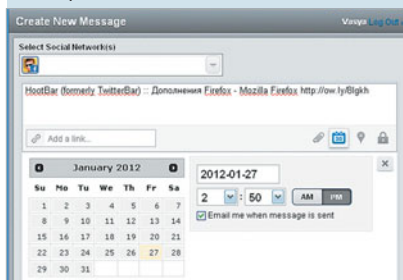 Create New Message
Vasya Log Out
Select Social Network(s)
HootBar (formerly TwitterBar) :: Дополнения Firefox - Mozilla Firefox http://ow.ly/8lgkh
Add a link...
January 2012
Su Mo Tu We Th Fr Sa
1 2 3 4 5 6 7
8 9 10 11 12 13 14
15 16 17 18 19 20 21
22 23 24 25 26 27 28
29 30 31
2012-01-27
2 : 50 AM PM
Email me when message is sent